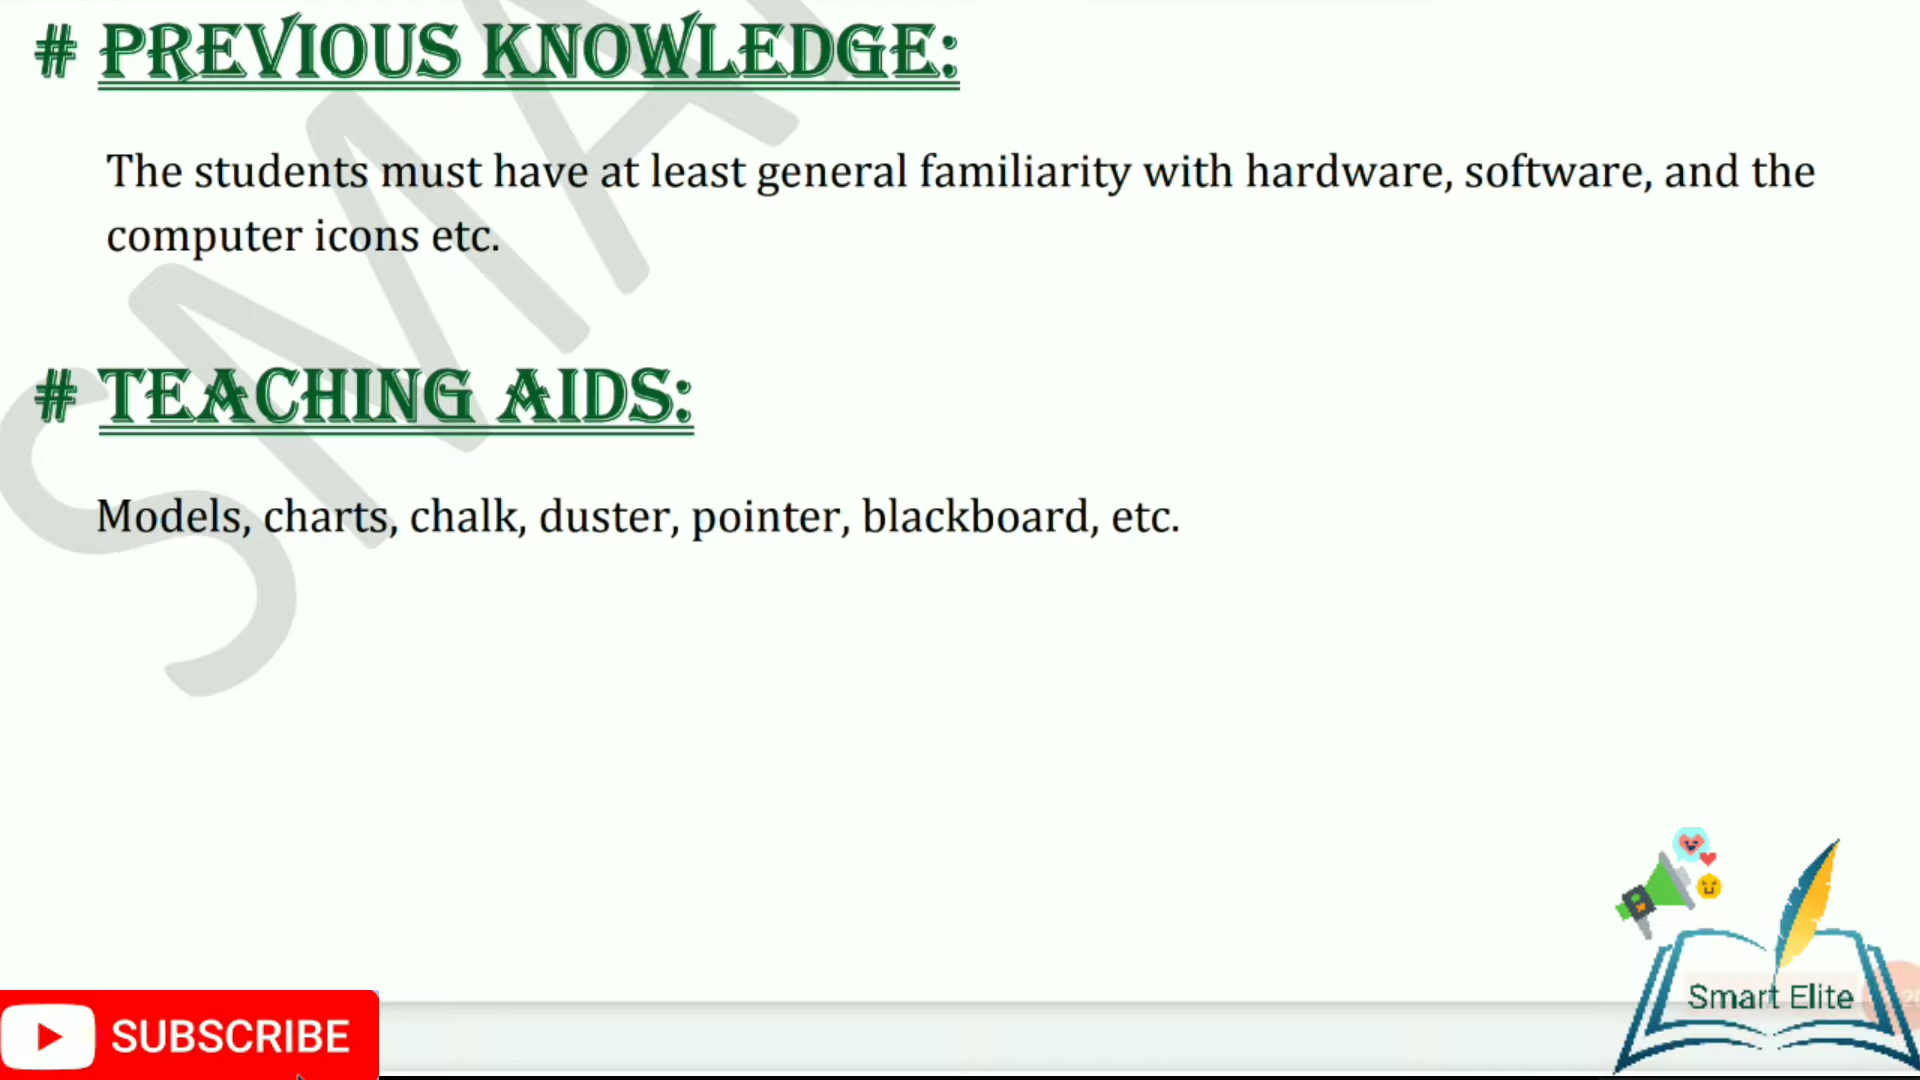 # PREVIOUS KNOWLEDGE:
The students must have at least general familiarity with hardware, software, and the
computer icons etc.
# TEACHING AIDS:
Models, charts, chalk, duster, pointer, blackboard, etc.
SMA
Smart Elite
SUBSCRIBE